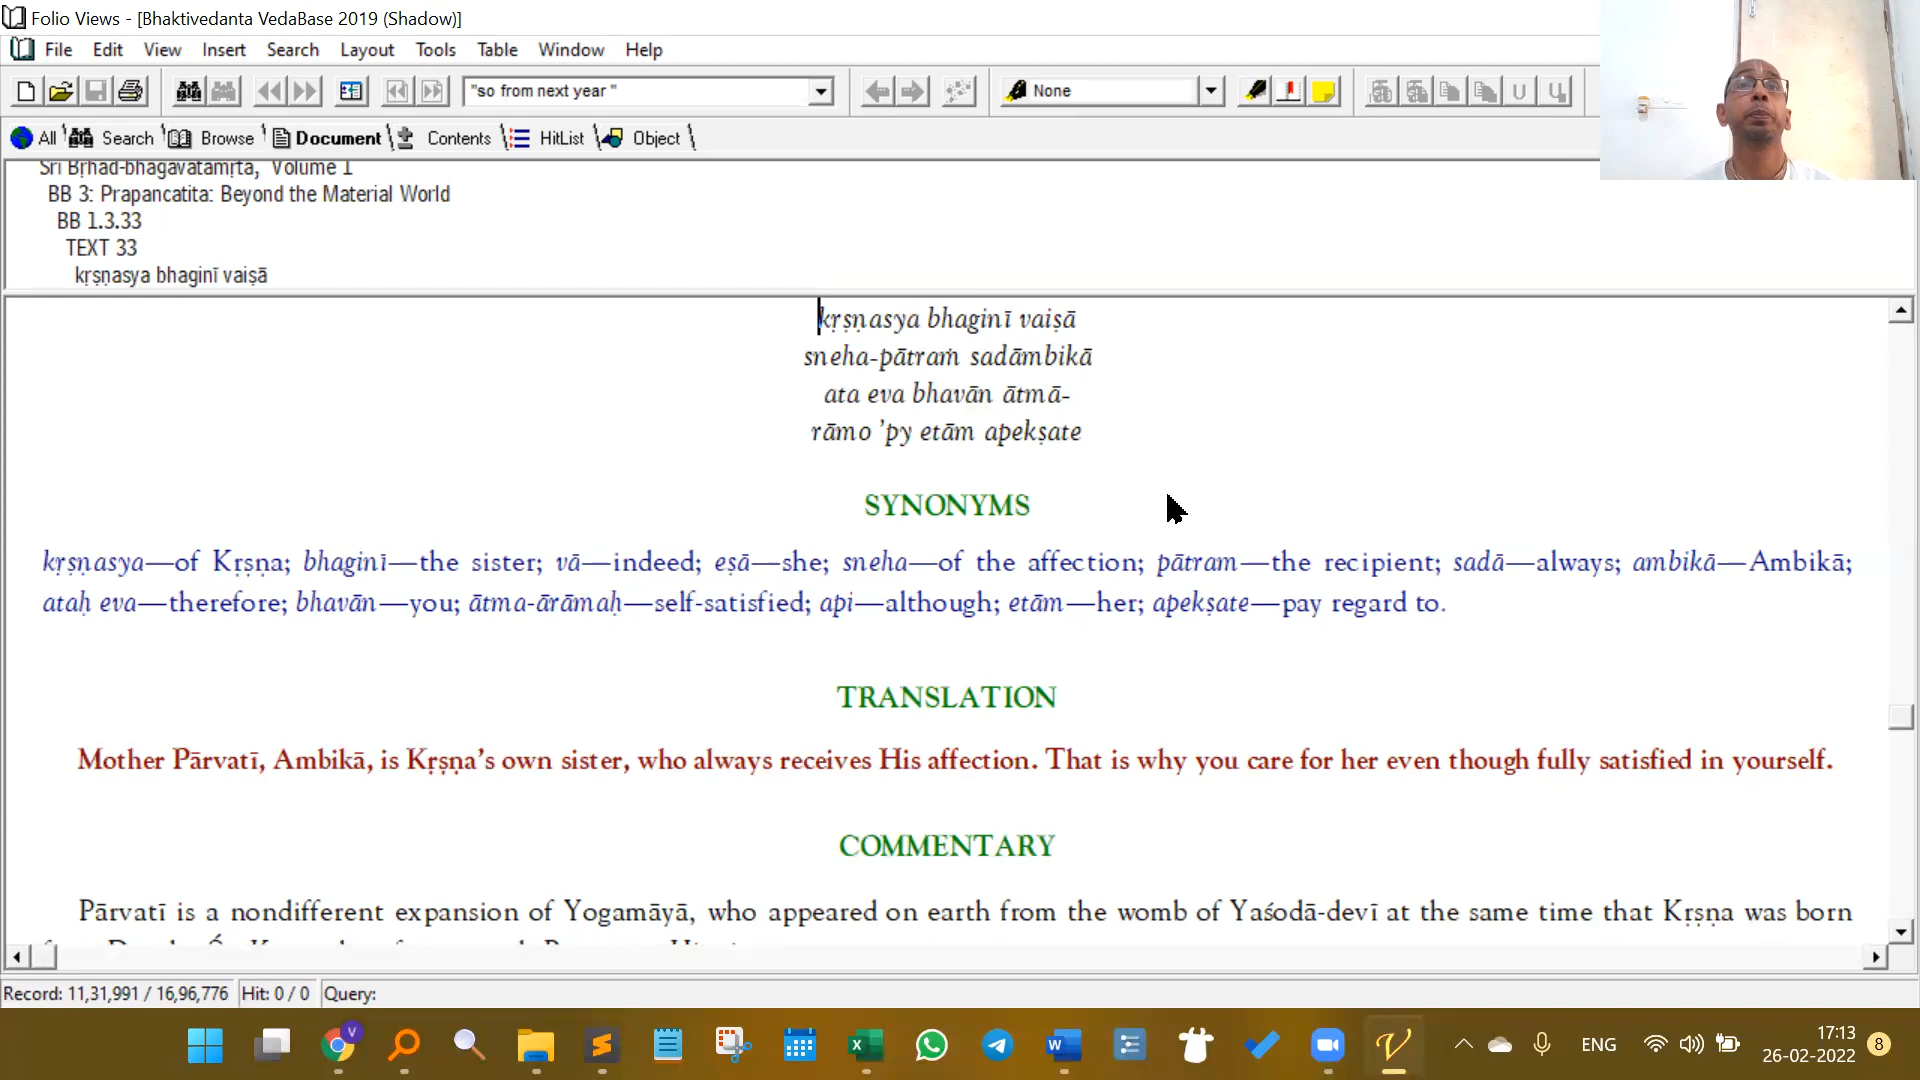 Folio Views - [Bhaktivedanta VedaBase 2019 (Shadow)]
File Edit View Insert Search Layout Tools Table Window Help
"so from next year " None
All Search Browse Document Contents HitList Object
Śrī Bṛhad-bhāgavatāmṛta, Volume 1
BB 3: Prapancatita: Beyond the Material World
BB 1.3.33
TEXT 33
kṛṣṇasya bhaginī vaiṣā
kṛṣṇasya bhaginī vaiṣā
sneha-pātraṁ sadāmbikā
ata eva bhavān ātmā-
rāmo 'py etām apekṣate
SYNONYMS
kṛṣṇasya—of Kṛṣṇa; bhaginī—the sister; vā—indeed; eṣā—she; sneha—of the affection; pātram—the recipient; sadā—always; ambikā—Ambikā;
ataḥ eva—therefore; bhavān—you; ātma-ārāmaḥ—self-satisfied; api—although; etām—her; apekṣate—pay regard to.
TRANSLATION
Mother Pārvatī, Ambikā, is Kṛṣṇa's own sister, who always receives His affection. That is why you care for her even though fully satisfied in yourself.
COMMENTARY
Pārvatī is a nondifferent expansion of Yogamāyā, who appeared on earth from the womb of Yaśodā-devī at the same time that Kṛṣṇa was born
Record: 11,31,991 / 16,96,776 Hit: 0 / 0 Query:
ENG 17:13
26-02-2022 8